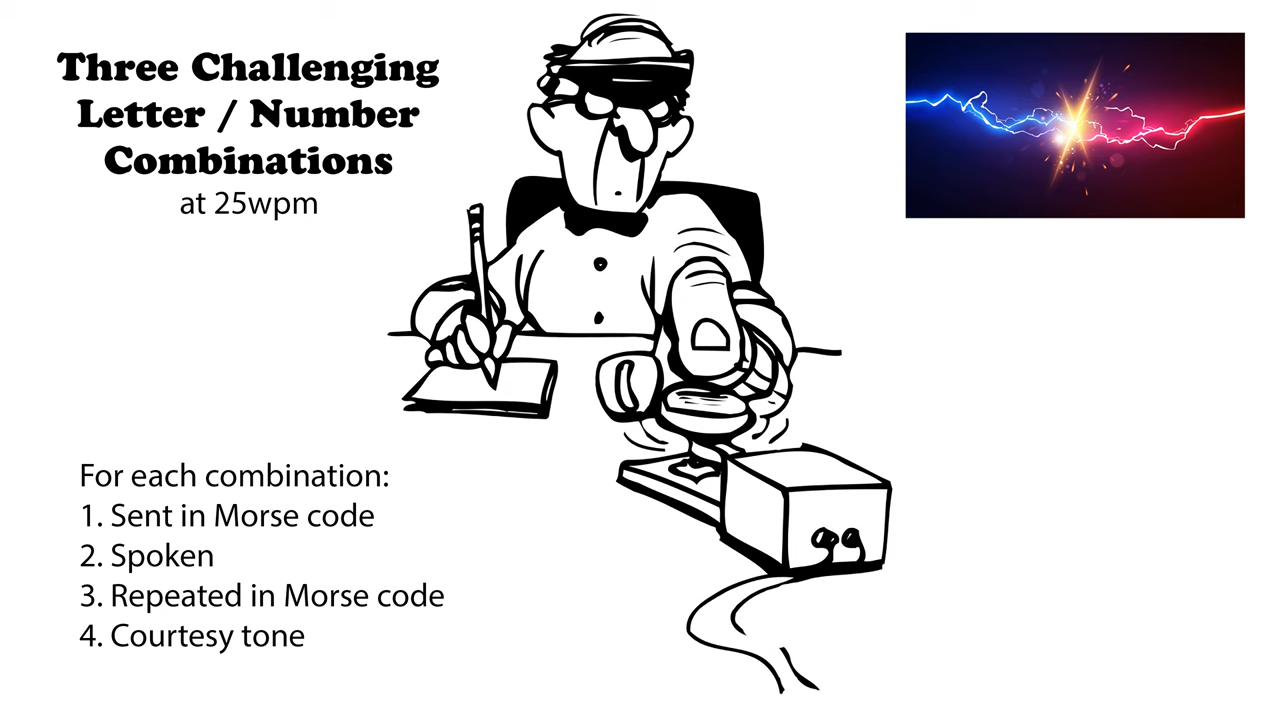 Three Challenging
Letter / Number
Combinations
at 25wpm
For each combination:
1. Sent in Morse code
2. Spoken
3. Repeated in Morse code
4. Courtesy tone